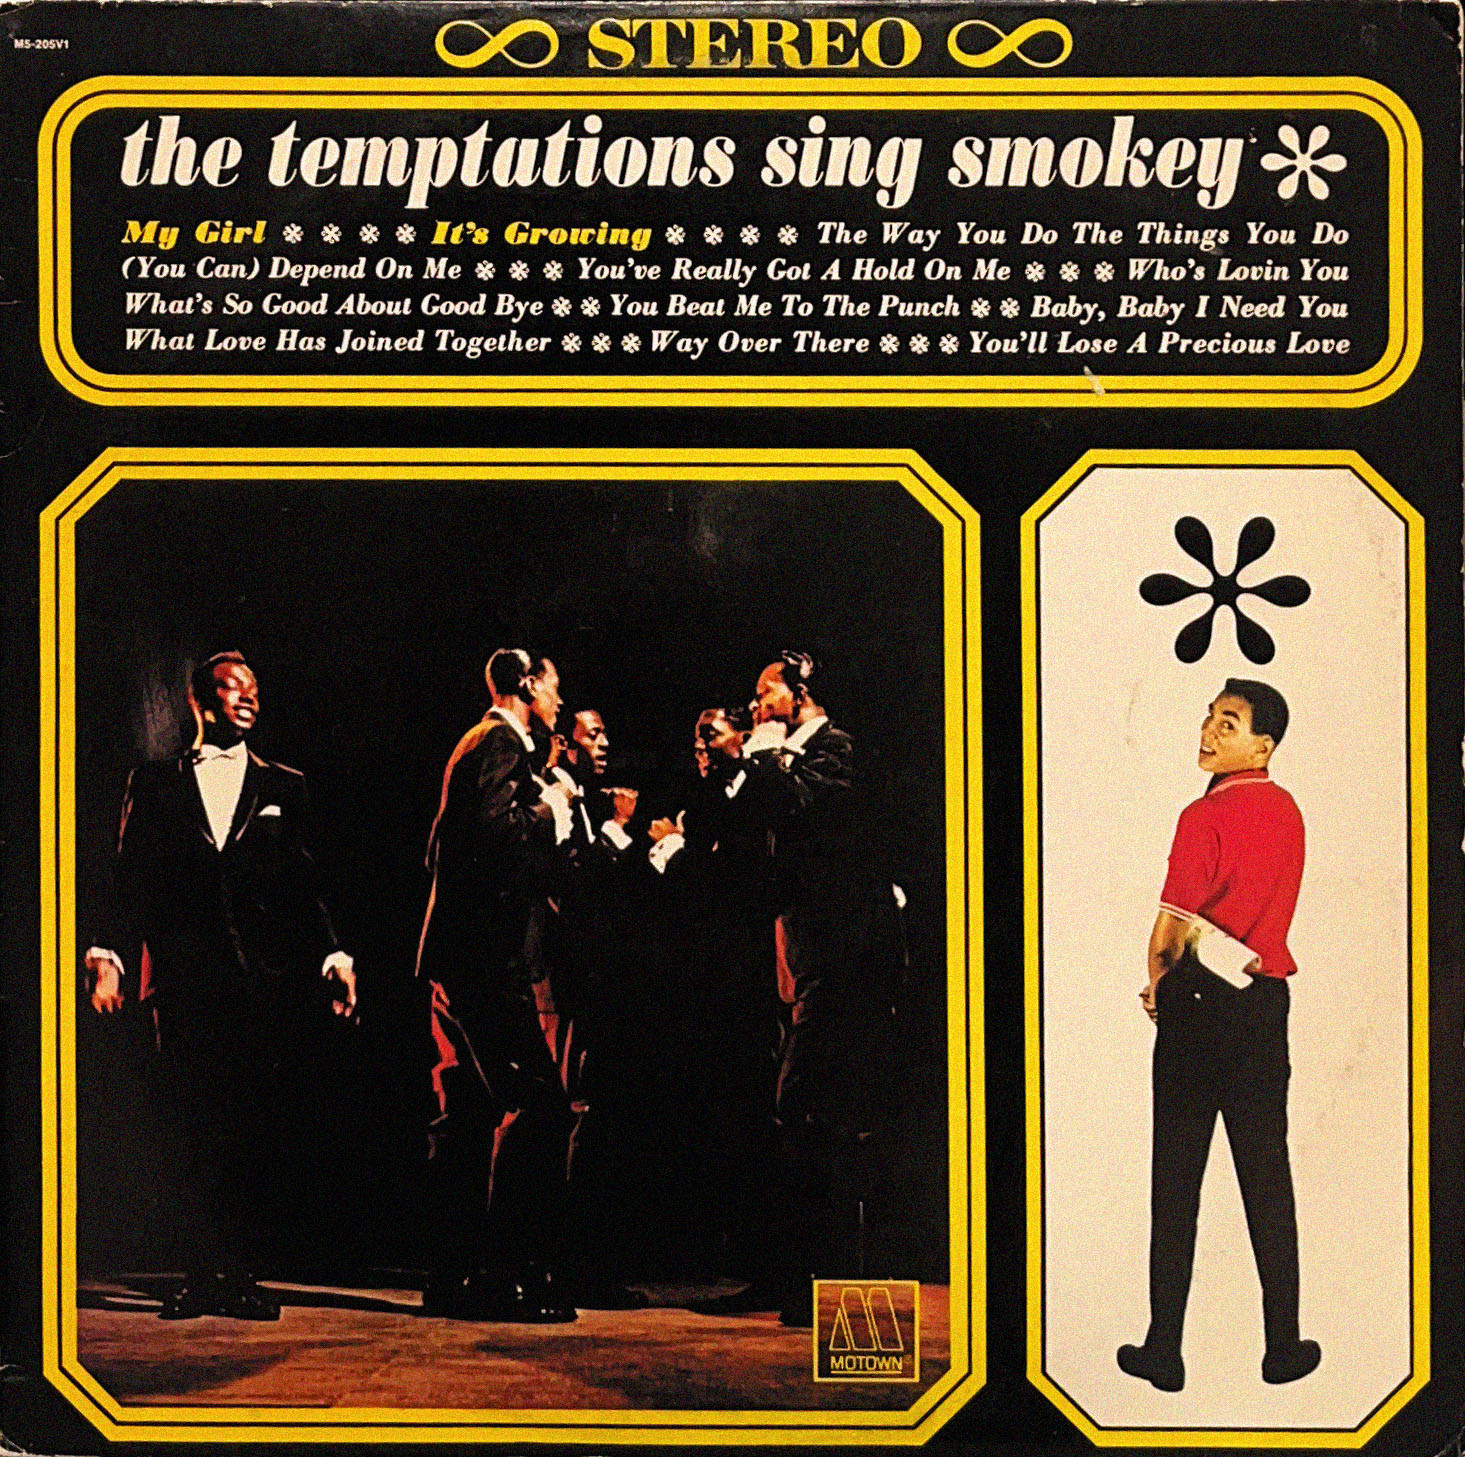 MS-205V1
∞ STEREO ∞
the temptations sing smokey*
My Girl * * * * It's Growing * * * * The Way You Do The Things You Do
(You Can) Depend On Me * * * You've Really Got A Hold On Me * * * Who's Lovin You
What's So Good About Good Bye * * You Beat Me To The Punch * * Baby, Baby I Need You
What Love Has Joined Together * * * Way Over There * * * You'll Lose A Precious Love
*
MOTOWN